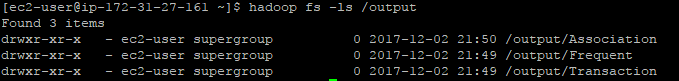 [ec2-user@ip-172-31-27-161 ~]$ hadoop fs -ls /output
Found 3 items
drwxr-xr-x   - ec2-user supergroup          0 2017-12-02 21:50 /output/Association
drwxr-xr-x   - ec2-user supergroup          0 2017-12-02 21:49 /output/Frequent
drwxr-xr-x   - ec2-user supergroup          0 2017-12-02 21:49 /output/Transaction